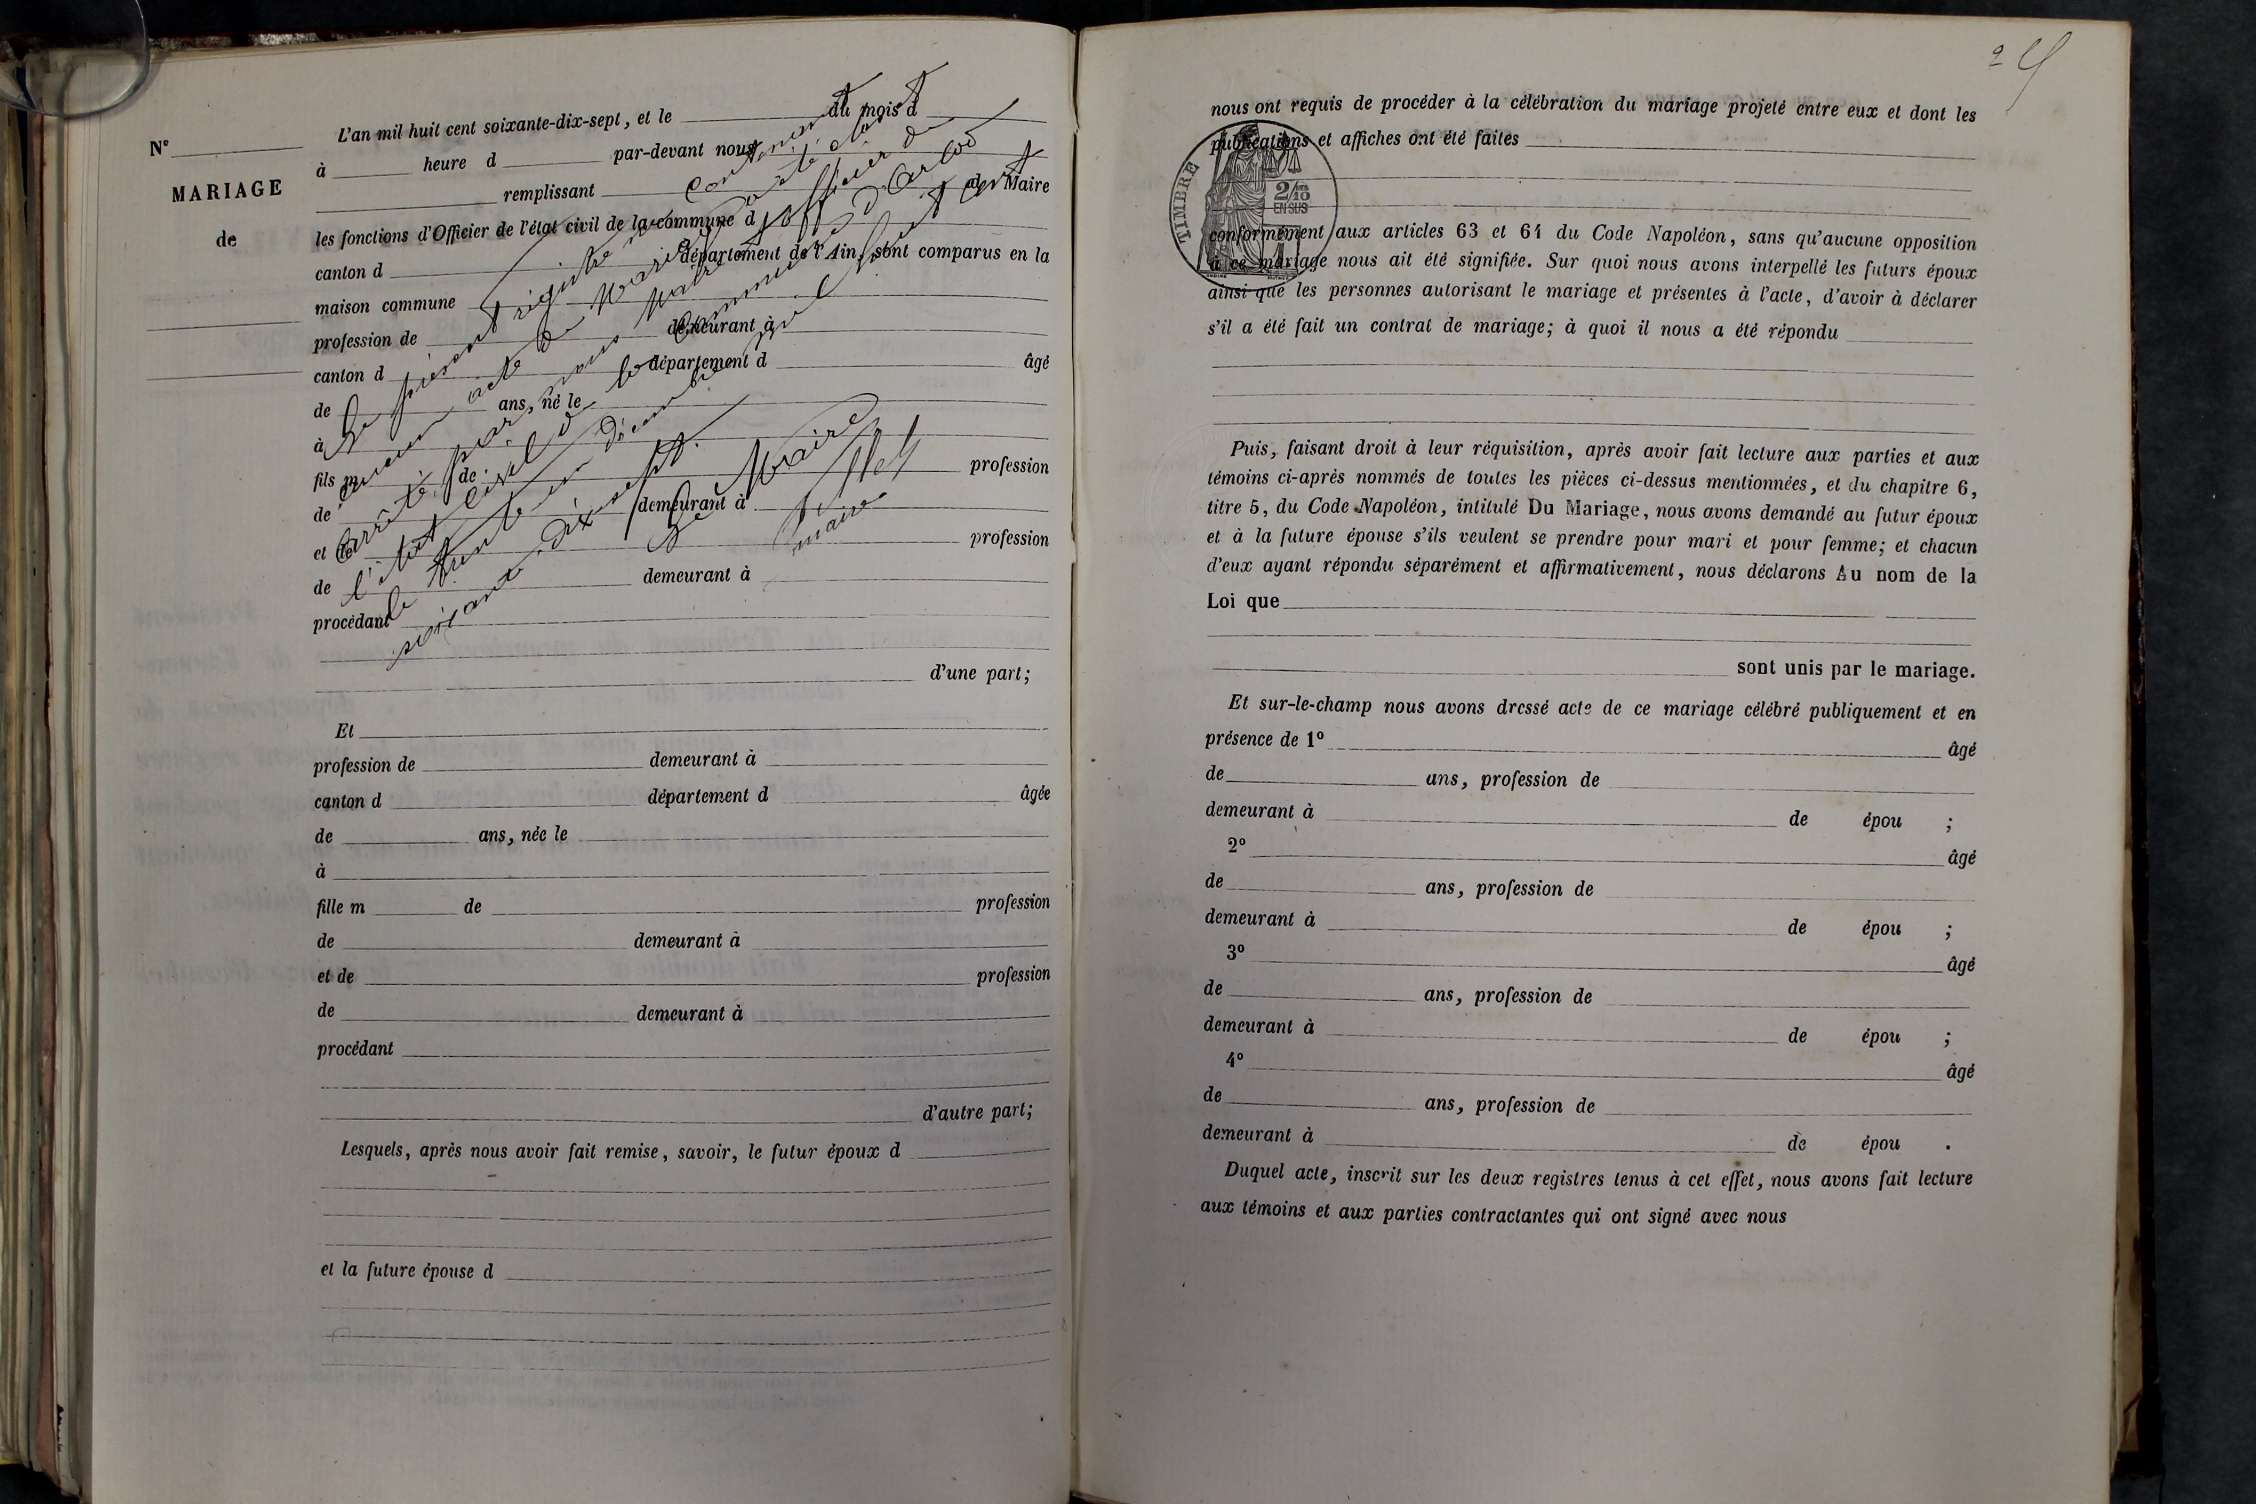 N°
MARIAGE
de
L'an mil huit cent soixante-dix-sept, et le du mois d
à heure d par-devant nous
remplissant de Maire
les fonctions d'Officier de l'état civil de la commune d
canton d département de l'Ain, sont comparus en la
maison commune
profession de demeurant à
canton d département d âgé
de ans, né le
à
fils m de profession
de demeurant à
et de profession
de demeurant à
procédant
d'une part;
Le présent registre ne contenant
aucun acte de Mariage a été clos et
arrêté par nous Maire officier de
l'état civil de la Commune d'Arlod
le trente un décembre mil huit cent
soixante dix sept.
Le Maire
maire
Et
profession de demeurant à
canton d département d âgée
de ans, née le
à
fille m de profession
de demeurant à
et de profession
de demeurant à
procédant
d'autre part;
Lesquels, après nous avoir fait remise, savoir, le futur époux d
et la future épouse d
2
nous ont requis de procéder à la célébration du mariage projeté entre eux et dont les
publications et affiches ont été faites
TIMBRE
2/10
EN SUS
conformément aux articles 63 et 64 du Code Napoléon, sans qu'aucune opposition
à ce mariage nous ait été signifiée. Sur quoi nous avons interpellé les futurs époux
ainsi que les personnes autorisant le mariage et présentes à l'acte, d'avoir à déclarer
s'il a été fait un contrat de mariage; à quoi il nous a été répondu
Puis, faisant droit à leur réquisition, après avoir fait lecture aux parties et aux
témoins ci-après nommés de toutes les pièces ci-dessus mentionnées, et du chapitre 6,
titre 5, du Code Napoléon, intitulé Du Mariage, nous avons demandé au futur époux
et à la future épouse s'ils veulent se prendre pour mari et pour femme; et chacun
d'eux ayant répondu séparément et affirmativement, nous déclarons Au nom de la
Loi que
sont unis par le mariage.
Et sur-le-champ nous avons dressé acte de ce mariage célébré publiquement et en
présence de 1° âgé
de ans, profession de
demeurant à de épou ;
2° âgé
de ans, profession de
demeurant à de épou ;
3° âgé
de ans, profession de
demeurant à de épou ;
4° âgé
de ans, profession de
demeurant à de épou .
Duquel acte, inscrit sur les deux registres tenus à cet effet, nous avons fait lecture
aux témoins et aux parties contractantes qui ont signé avec nous